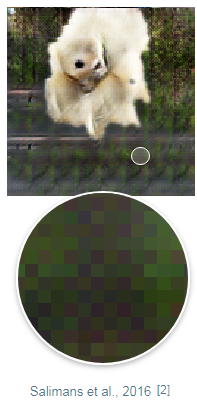 Salimans et al., 2016 [2]